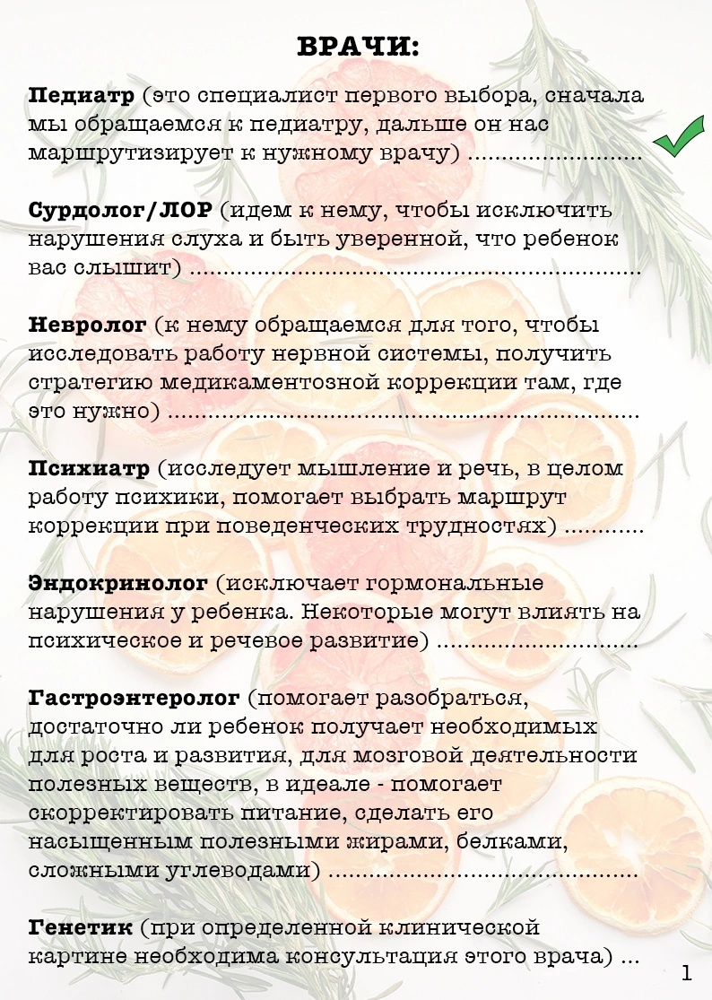 ВРАЧИ:
Педиатр (это специалист первого выбора, сначала
мы обращаемся к педиатру, дальше он нас
маршрутизирует к нужному врачу) ..........................
Сурдолог/ЛОР (идем к нему, чтобы исключить
нарушения слуха и быть уверенной, что ребенок
вас слышит) ...................................................................
Невролог (к нему обращаемся для того, чтобы
исследовать работу нервной системы, получить
стратегию медикаментозной коррекции там, где
это нужно) ......................................................................
Психиатр (исследует мышление и речь, в целом
работу психики, помогает выбрать маршрут
коррекции при поведенческих трудностях) ............
Эндокринолог (исключает гормональные
нарушения у ребенка. Некоторые могут влиять на
психическое и речевое развитие) ..............................
Гастроэнтеролог (помогает разобраться,
достаточно ли ребенок получает необходимых
для роста и развития, для мозговой деятельности
полезных веществ, в идеале - помогает
скорректировать питание, сделать его
насыщенным полезными жирами, белками,
сложными углеводами) ..............................................
Генетик (при определенной клинической
картине необходима консультация этого врача) ...
1